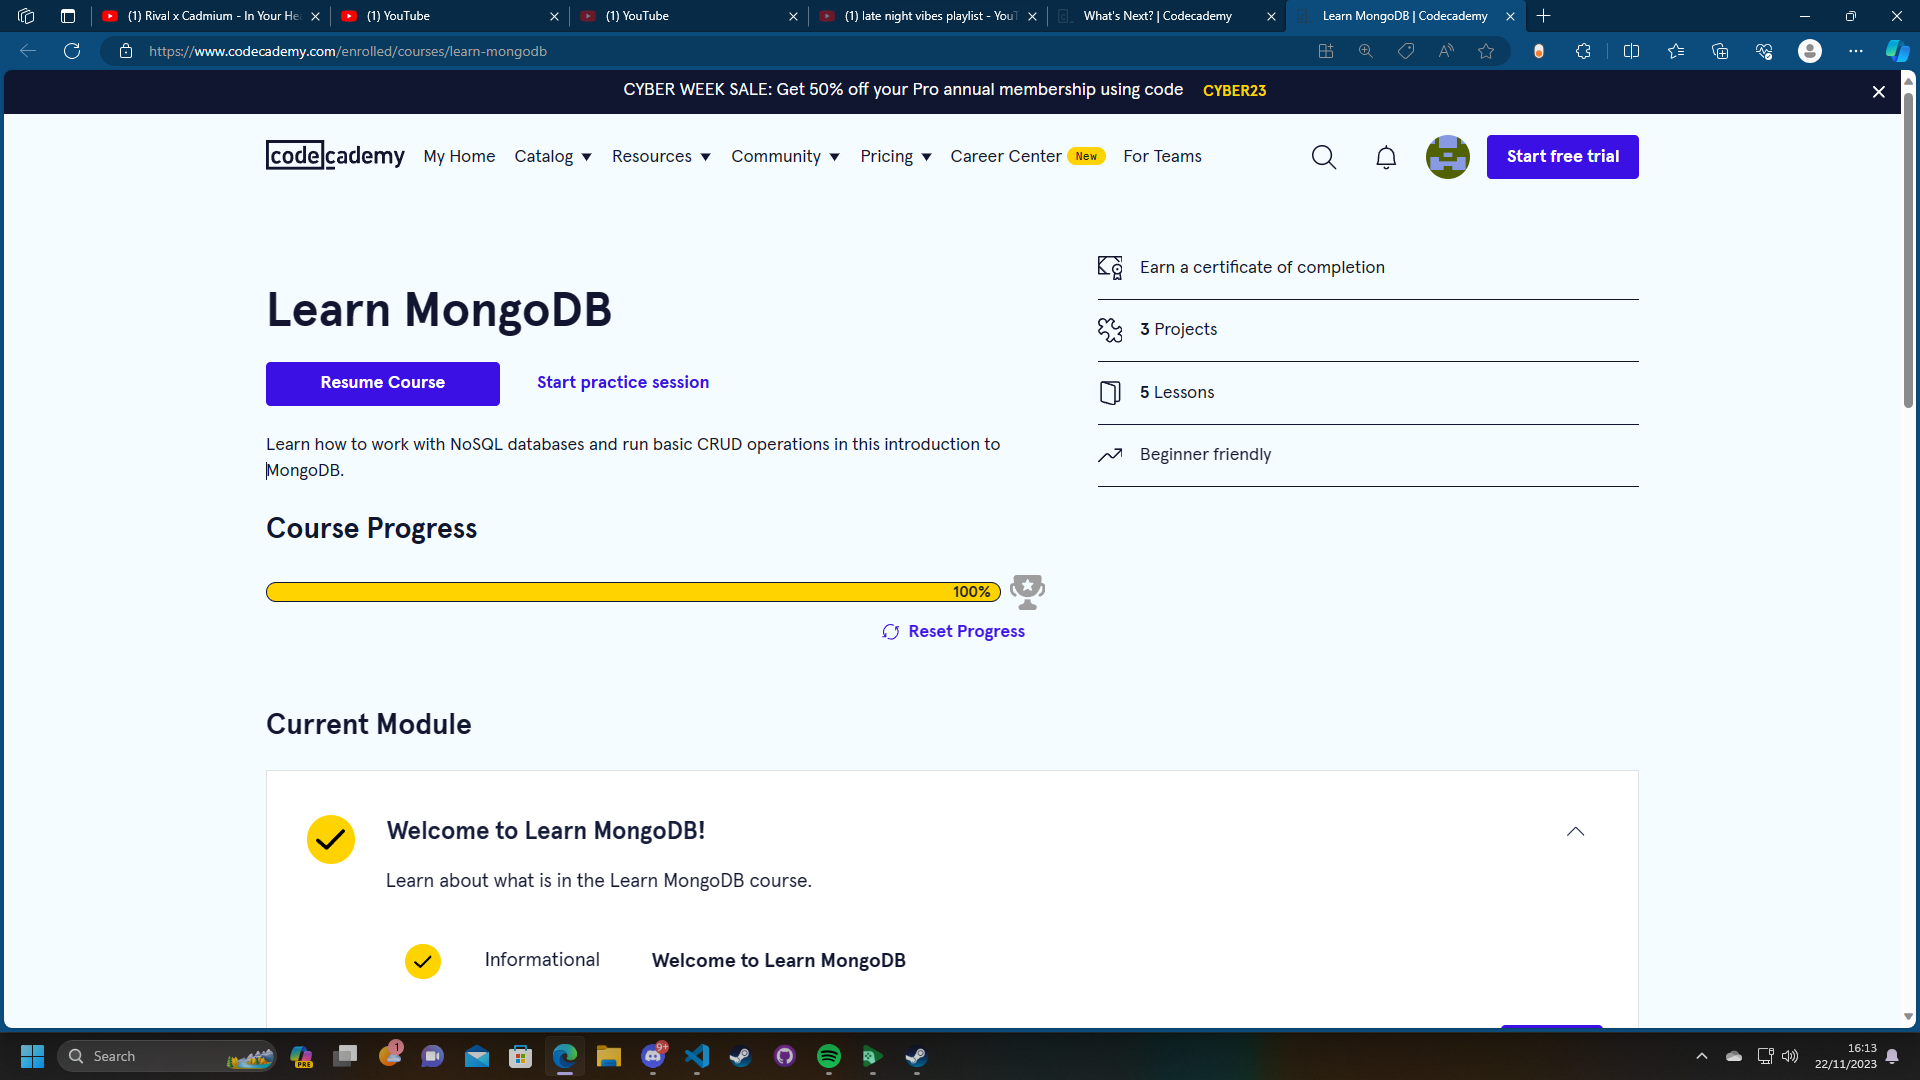 (1) Rival x Cadmium - In Your He
(1) YouTube
(1) YouTube
(1) late night vibes playlist - YouT
What's Next? | Codecademy
Learn MongoDB | Codecademy
https://www.codecademy.com/enrolled/courses/learn-mongodb
CYBER WEEK SALE: Get 50% off your Pro annual membership using code CYBER23
codecademy
My Home
Catalog
Resources
Community
Pricing
Career Center New
For Teams
Start free trial
Learn MongoDB
Resume Course
Start practice session
Learn how to work with NoSQL databases and run basic CRUD operations in this introduction to
MongoDB.
Earn a certificate of completion
3 Projects
5 Lessons
Beginner friendly
Course Progress
100%
Reset Progress
Current Module
Welcome to Learn MongoDB!
Learn about what is in the Learn MongoDB course.
Informational
Welcome to Learn MongoDB
Search
PRE
1
9+
16:13
22/11/2023